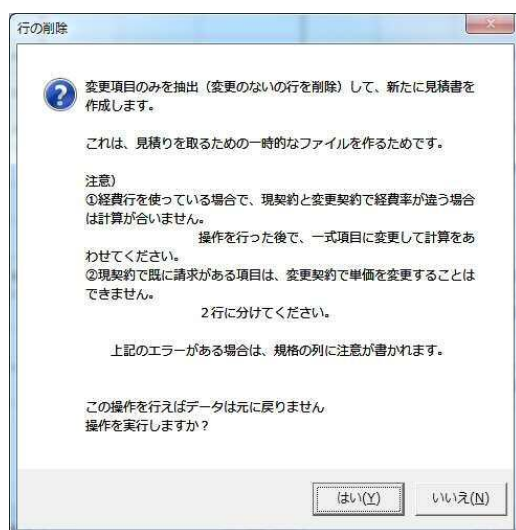 行の削除
変更項目のみを抽出（変更のないの行を削除）して、新たに見積書を
作成します。
これは、見積りを取るための一時的なファイルを作るためです。
注意)
①経費行を使っている場合で、現契約と変更契約で経費率が違う場合
は計算が合いません。
操作を行った後で、一式項目に変更して計算をあ
わせてください。
②現契約で既に請求がある項目は、変更契約で単価を変更することは
できません。
２行に分けてください。
上記のエラーがある場合は、規格の列に注意が書かれます。
この操作を行えばデータは元に戻りません
操作を実行しますか？
はい(Y) いいえ(N)